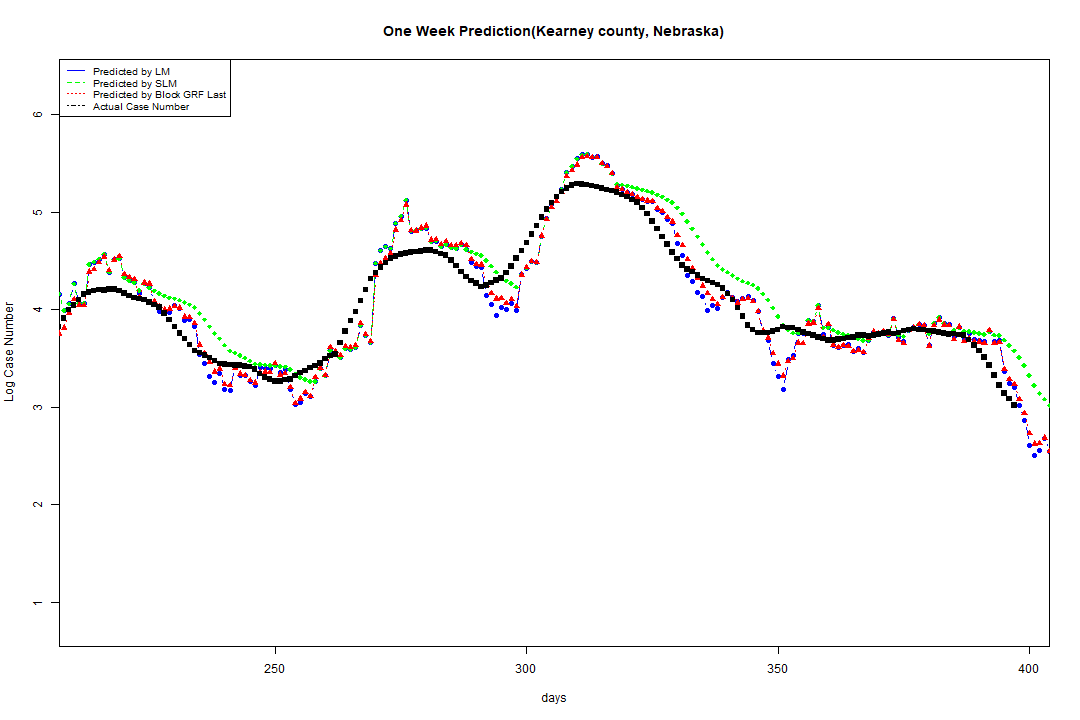 One Week Prediction(Kearney county, Nebraska)
Predicted by LM
Predicted by SLM
Predicted by Block GRF Last
Actual Case Number
Log Case Number
6
5
4
3
2
1
250
300
350
400
days